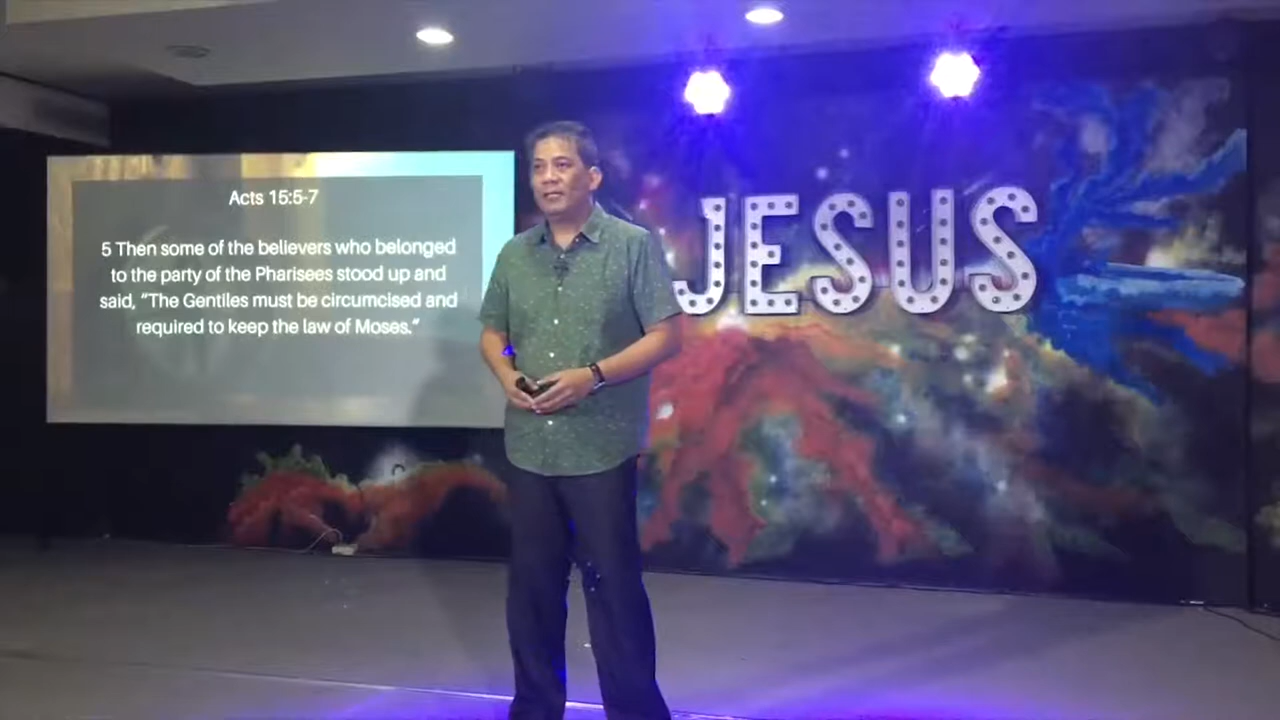 Acts 15:5-7
5 Then some of the believers who belonged
to the party of the Pharisees stood up and
said, “The Gentiles must be circumcised and
required to keep the law of Moses.”
JESUS